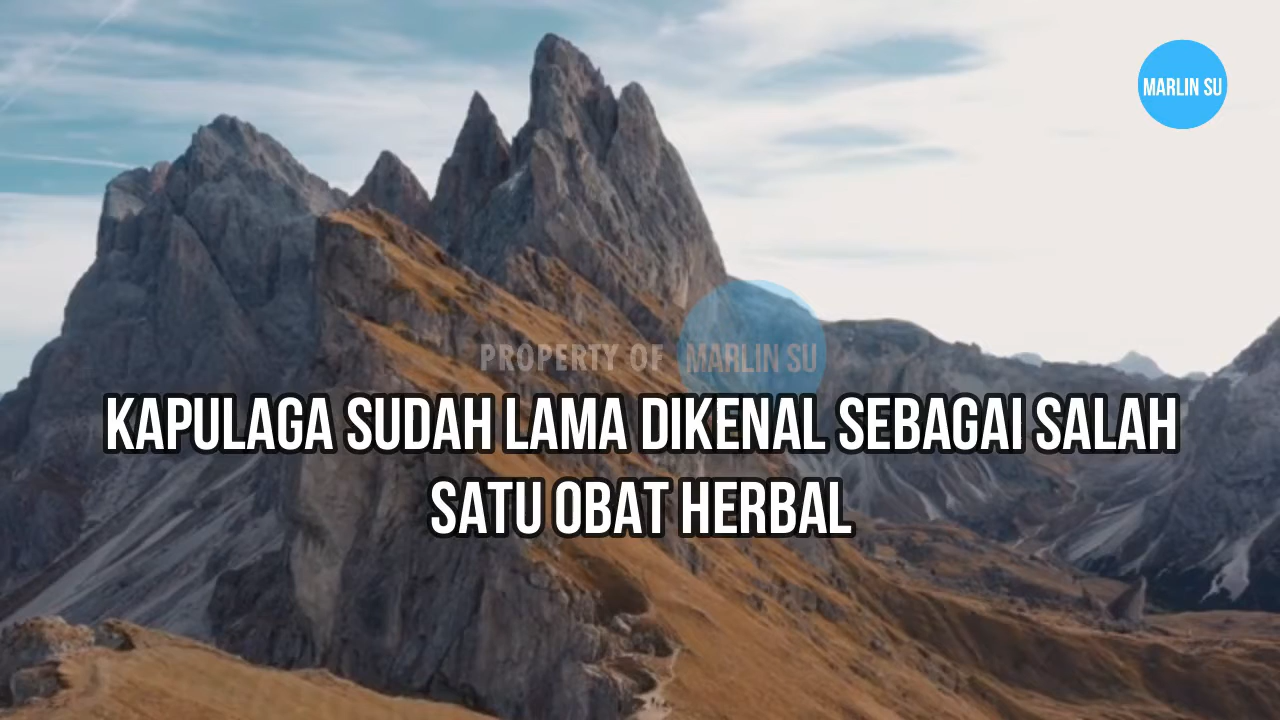 MARLIN SU
PROPERTY OF MARLIN SU
KAPULAGA SUDAH LAMA DIKENAL SEBAGAI SALAH
SATU OBAT HERBAL